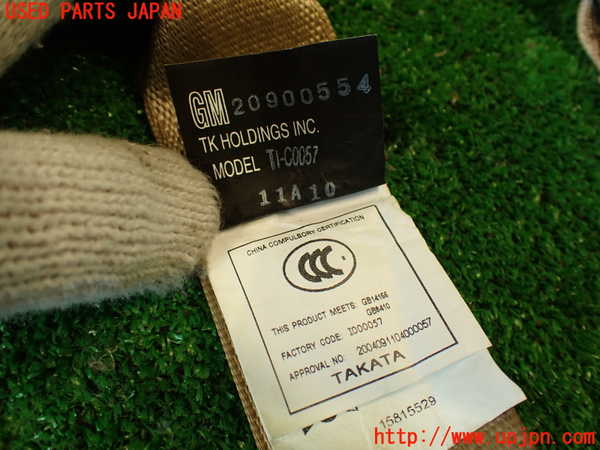 USED PARTS JAPAN
GM 20900554
TK HOLDINGS INC.
MODEL TI-C0057
11A10
CHINA COMPULSORY CERTIFICATION
CCC
THIS PRODUCT MEETS: GB14166
GB8410
FACTORY CODE: ID00057
APPROVAL NO.: 2004091104000057
TAKATA
15815529
http://www.upjpn.com/